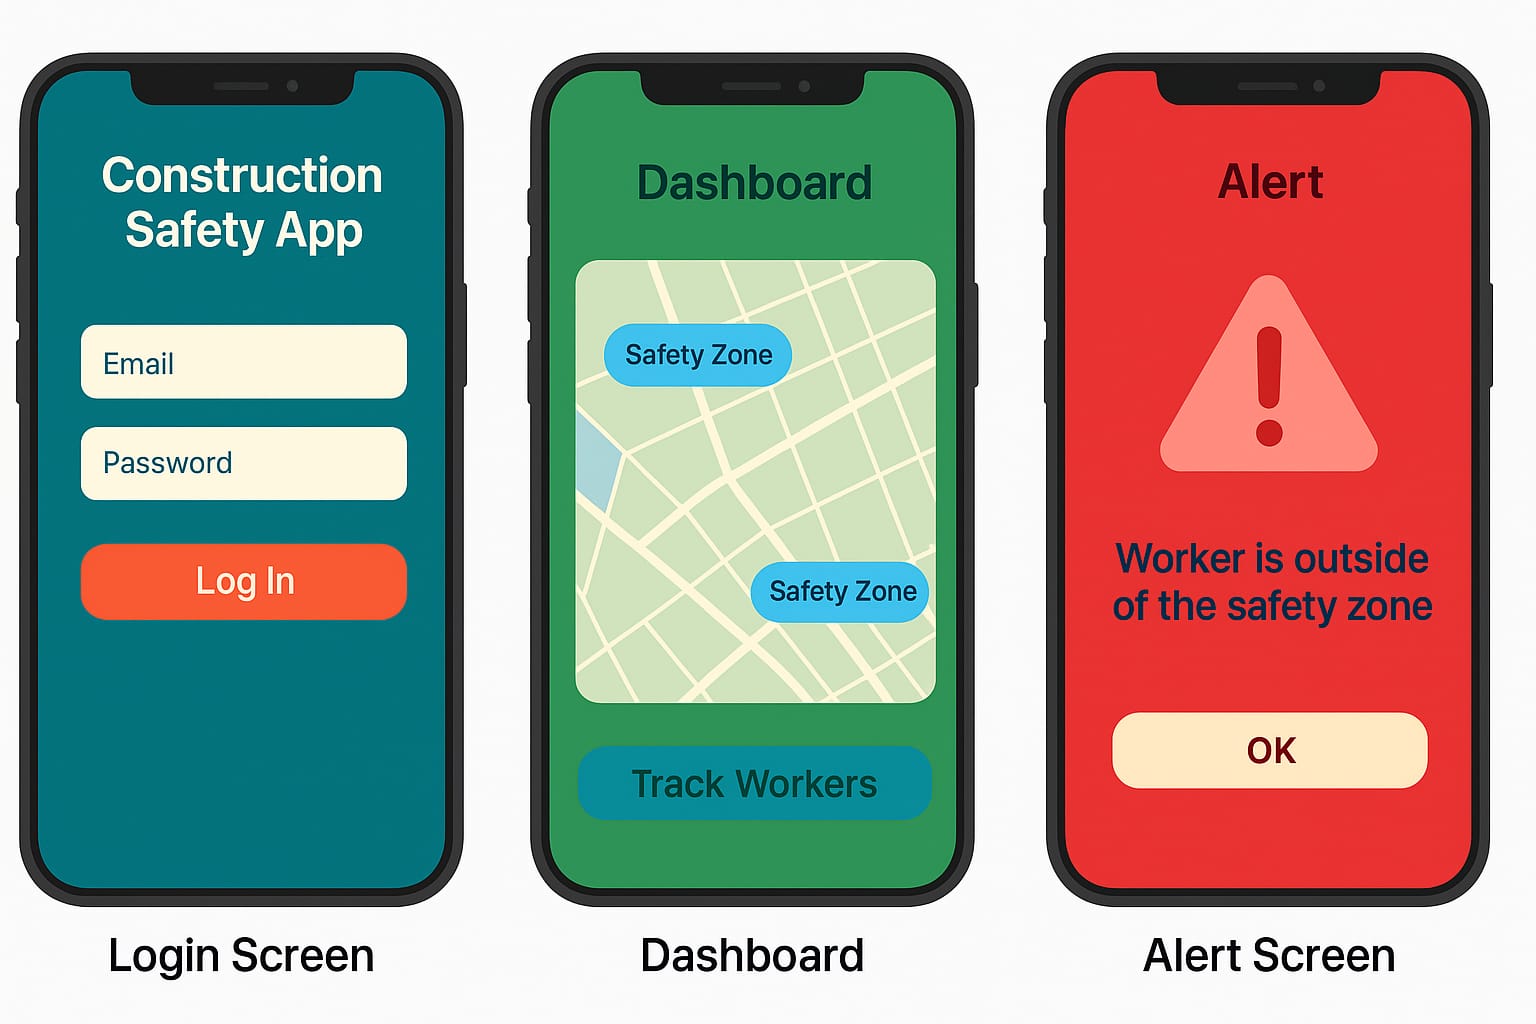 Construction
Safety App
Email
Password
Log In
Login Screen
Dashboard
Safety Zone
Safety Zone
Track Workers
Dashboard
Alert
Worker is outside
of the safety zone
OK
Alert Screen